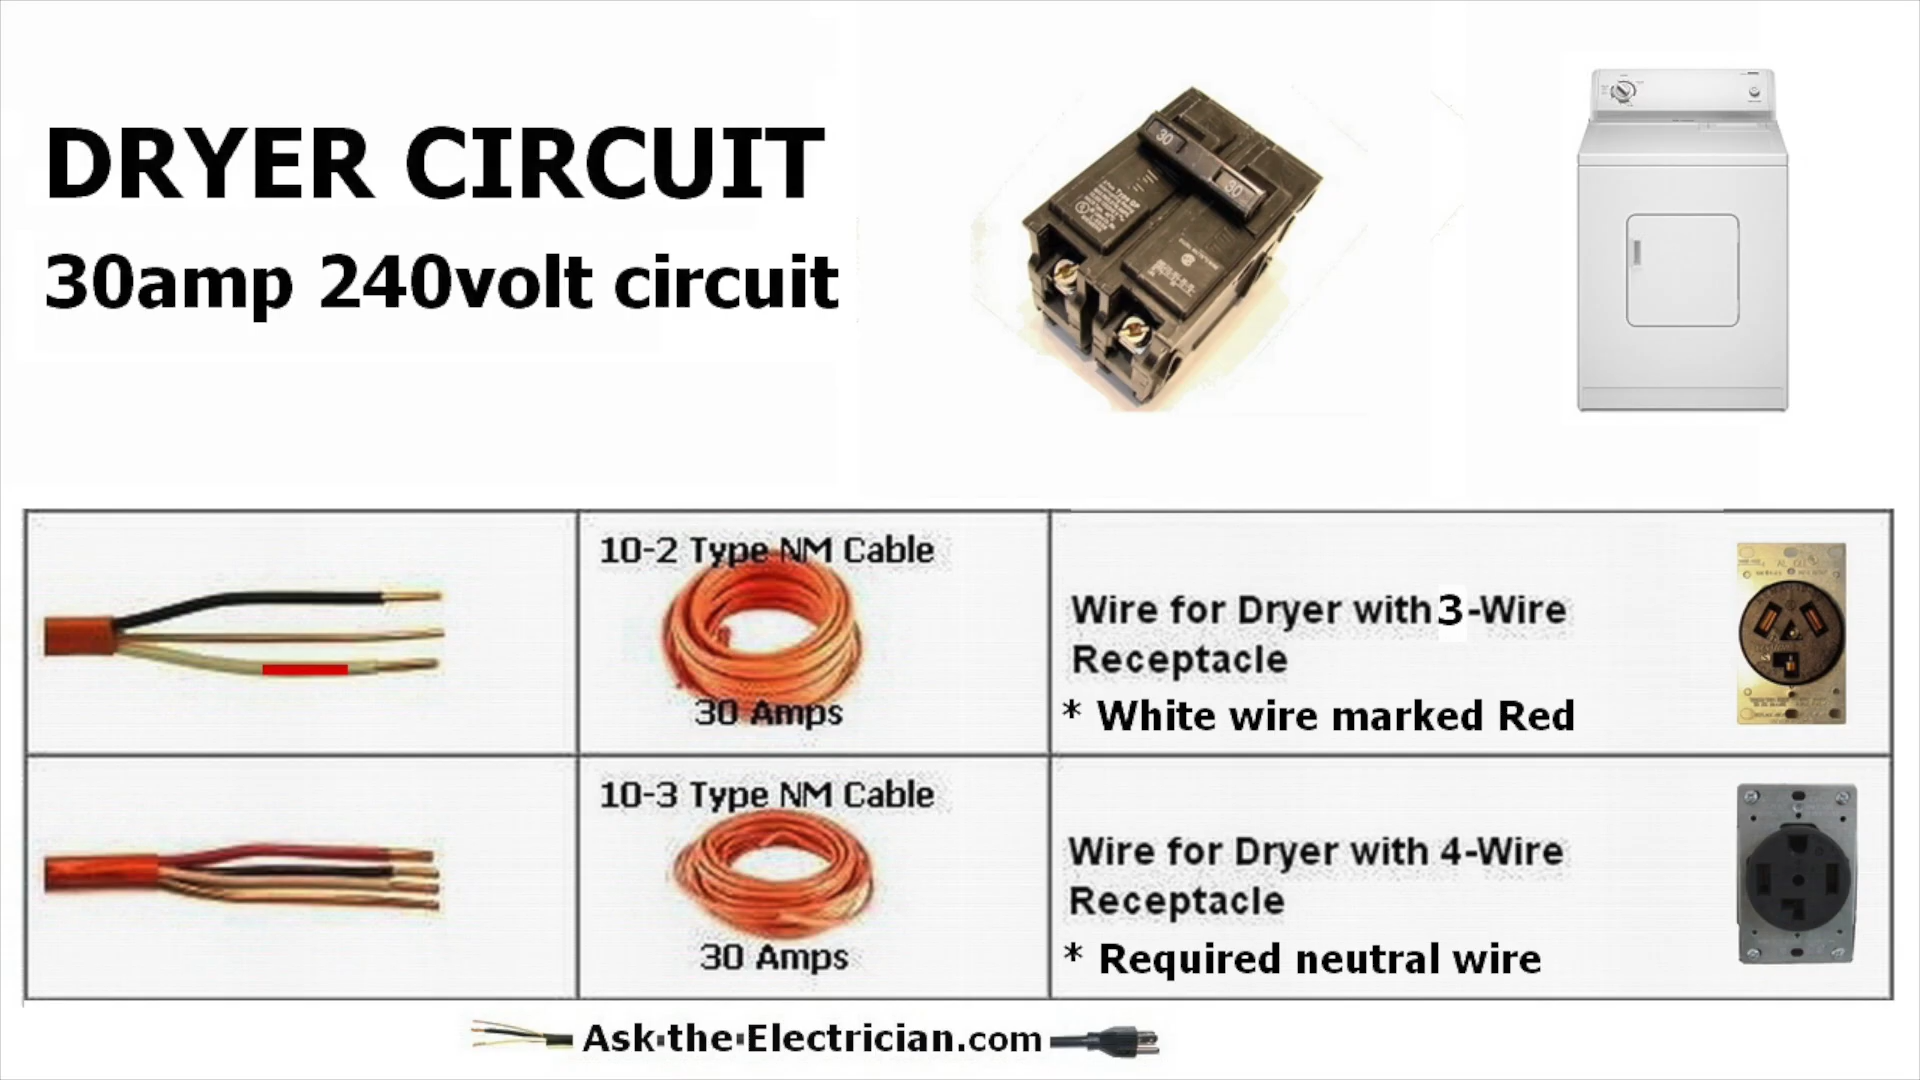 DRYER CIRCUIT
30amp 240volt circuit
30
30
10-2 Type NM Cable
30 Amps
Wire for Dryer with 3-Wire
Receptacle
* White wire marked Red
10-3 Type NM Cable
30 Amps
Wire for Dryer with 4-Wire
Receptacle
* Required neutral wire
Ask-the-Electrician.com